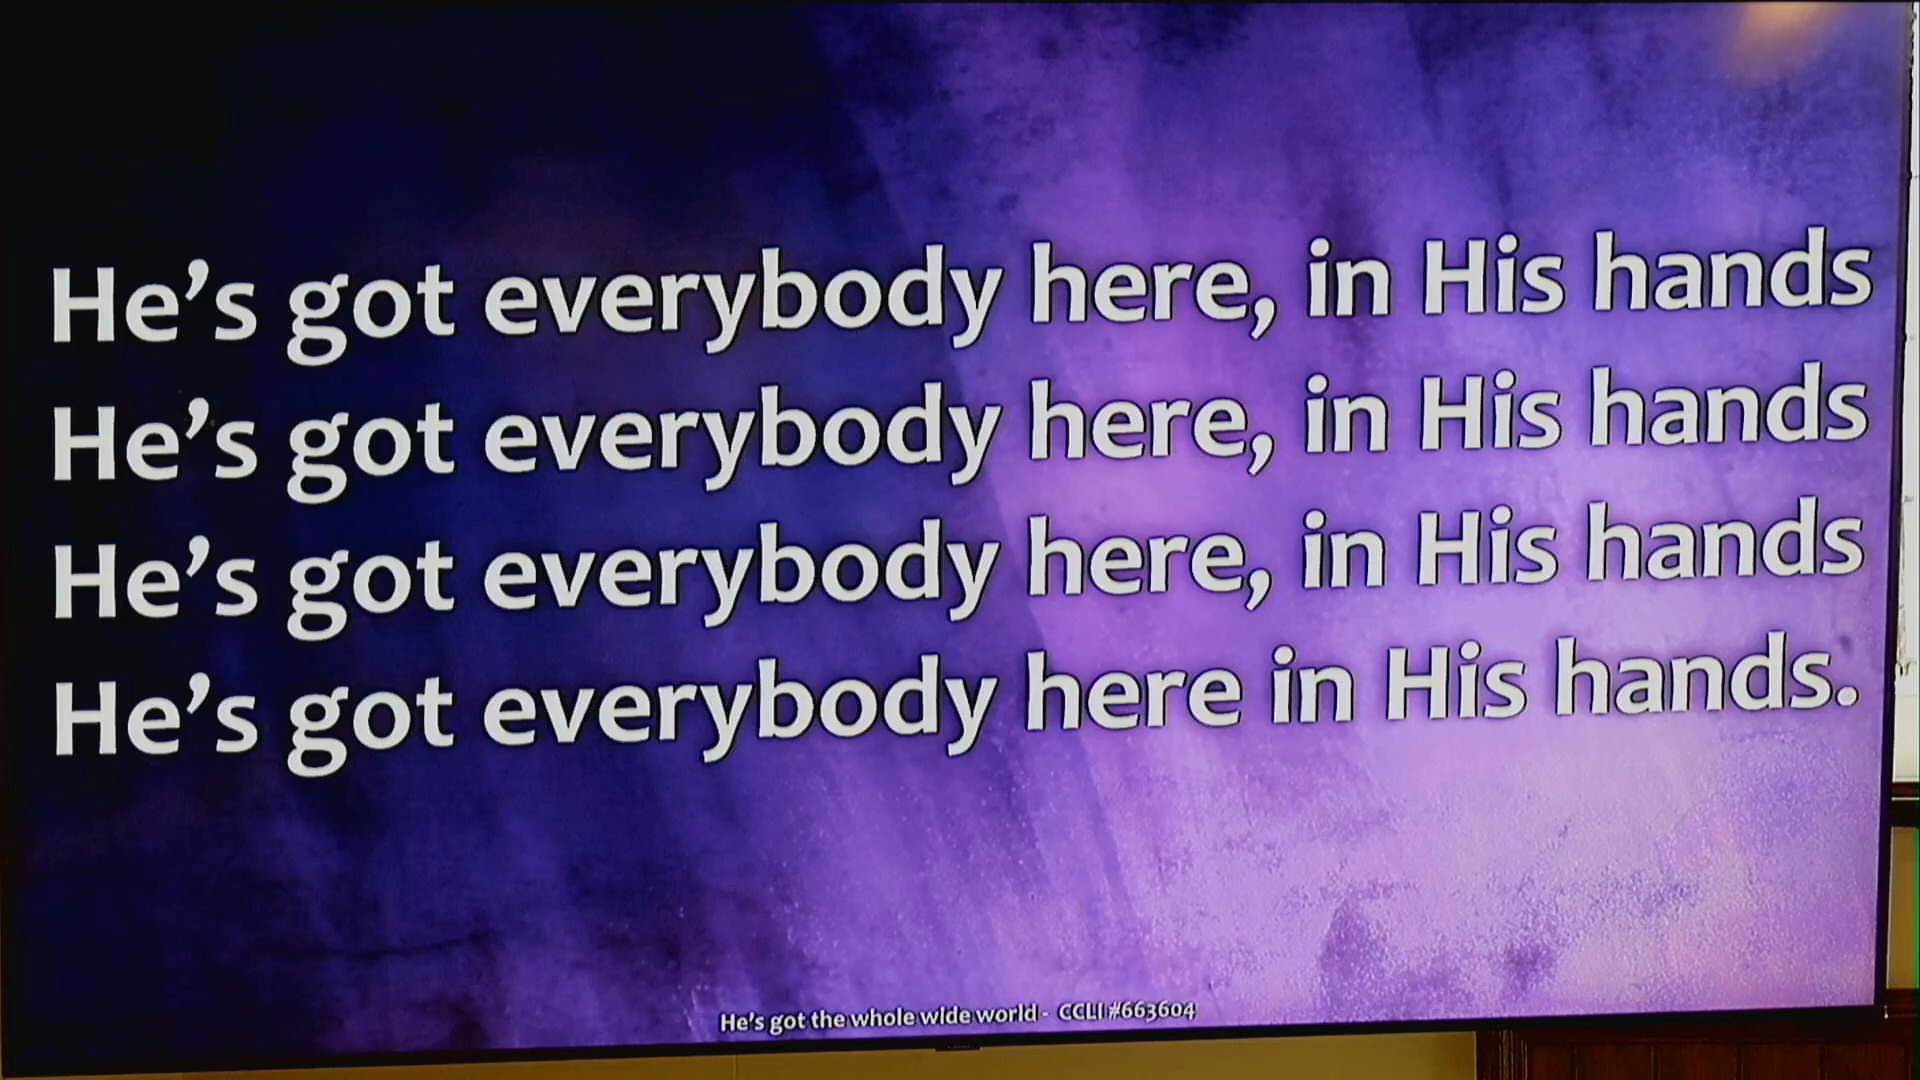 He's got everybody here, in His hands
He's got everybody here, in His hands
He's got everybody here, in His hands
He's got everybody here in His hands.
He's got the whole wide world - CCLI #663604